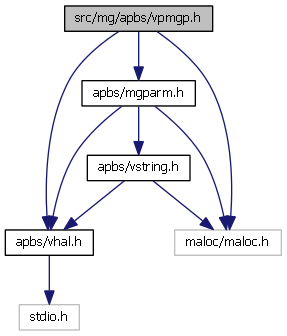 src/mg/apbs/vpmgp.h
apbs/mgparm.h
apbs/vstring.h
apbs/vhal.h
maloc/maloc.h
stdio.h